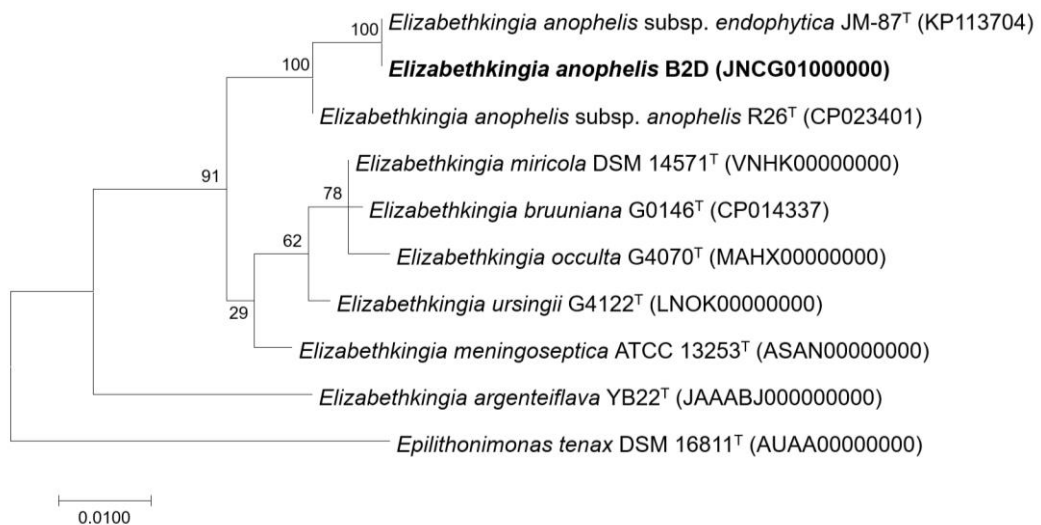 Elizabethkingia anophelis subsp. endophytica JM-87ᵀ (KP113704)
100
Elizabethkingia anophelis B2D (JNCG01000000)
100
Elizabethkingia anophelis subsp. anophelis R26ᵀ (CP023401)
Elizabethkingia miricola DSM 14571ᵀ (VNHK00000000)
91
78
Elizabethkingia bruuniana G0146ᵀ (CP014337)
62
Elizabethkingia occulta G4070ᵀ (MAHX00000000)
Elizabethkingia ursingii G4122ᵀ (LNOK00000000)
29
Elizabethkingia meningoseptica ATCC 13253ᵀ (ASAN00000000)
Elizabethkingia argenteiflava YB22ᵀ (JAAABJ000000000)
Epilithonimonas tenax DSM 16811ᵀ (AUAA00000000)
0.0100